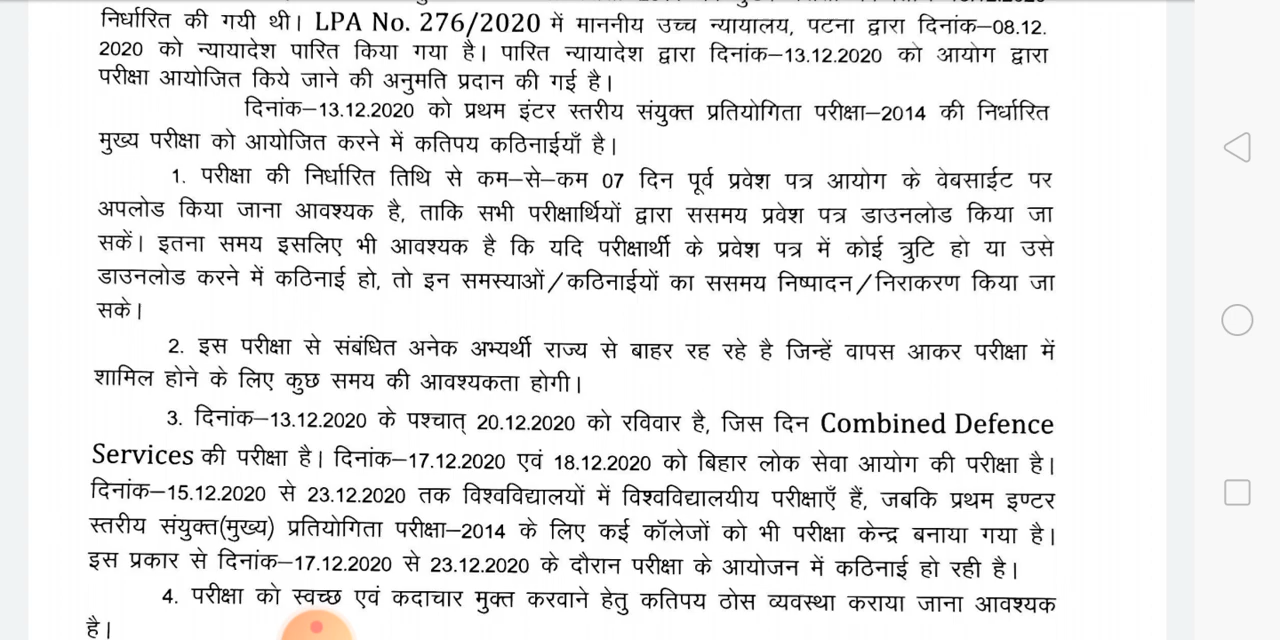 निर्धारित की गयी थी। LPA No. 276/2020 में माननीय उच्च न्यायालय, पटना द्वारा दिनांक–08.12.
2020 को न्यायादेश पारित किया गया है। पारित न्यायादेश द्वारा दिनांक–13.12.2020 को आयोग द्वारा
परीक्षा आयोजित किये जाने की अनुमति प्रदान की गई है।
दिनांक–13.12.2020 को प्रथम इंटर स्तरीय संयुक्त प्रतियोगिता परीक्षा–2014 की निर्धारित
मुख्य परीक्षा को आयोजित करने में कतिपय कठिनाईयाँ है।
1. परीक्षा की निर्धारित तिथि से कम–से–कम 07 दिन पूर्व प्रवेश पत्र आयोग के वेबसाईट पर
अपलोड किया जाना आवश्यक है, ताकि सभी परीक्षार्थियों द्वारा ससमय प्रवेश पत्र डाउनलोड किया जा
सकें। इतना समय इसलिए भी आवश्यक है कि यदि परीक्षार्थी के प्रवेश पत्र में कोई त्रुटि हो या उसे
डाउनलोड करने में कठिनाई हो, तो इन समस्याओं/कठिनाईयों का ससमय निष्पादन/निराकरण किया जा
सके।
2. इस परीक्षा से संबंधित अनेक अभ्यर्थी राज्य से बाहर रह रहे है जिन्हें वापस आकर परीक्षा में
शामिल होने के लिए कुछ समय की आवश्यकता होगी।
3. दिनांक–13.12.2020 के पश्चात् 20.12.2020 को रविवार है, जिस दिन Combined Defence
Services की परीक्षा है। दिनांक–17.12.2020 एवं 18.12.2020 को बिहार लोक सेवा आयोग की परीक्षा है।
दिनांक–15.12.2020 से 23.12.2020 तक विश्वविद्यालयों में विश्वविद्यालयीय परीक्षाएँ हैं, जबकि प्रथम इण्टर
स्तरीय संयुक्त(मुख्य) प्रतियोगिता परीक्षा–2014 के लिए कई कॉलेजों को भी परीक्षा केन्द्र बनाया गया है।
इस प्रकार से दिनांक–17.12.2020 से 23.12.2020 के दौरान परीक्षा के आयोजन में कठिनाई हो रही है।
4. परीक्षा को स्वच्छ एवं कदाचार मुक्त करवाने हेतु कतिपय ठोस व्यवस्था कराया जाना आवश्यक
है।